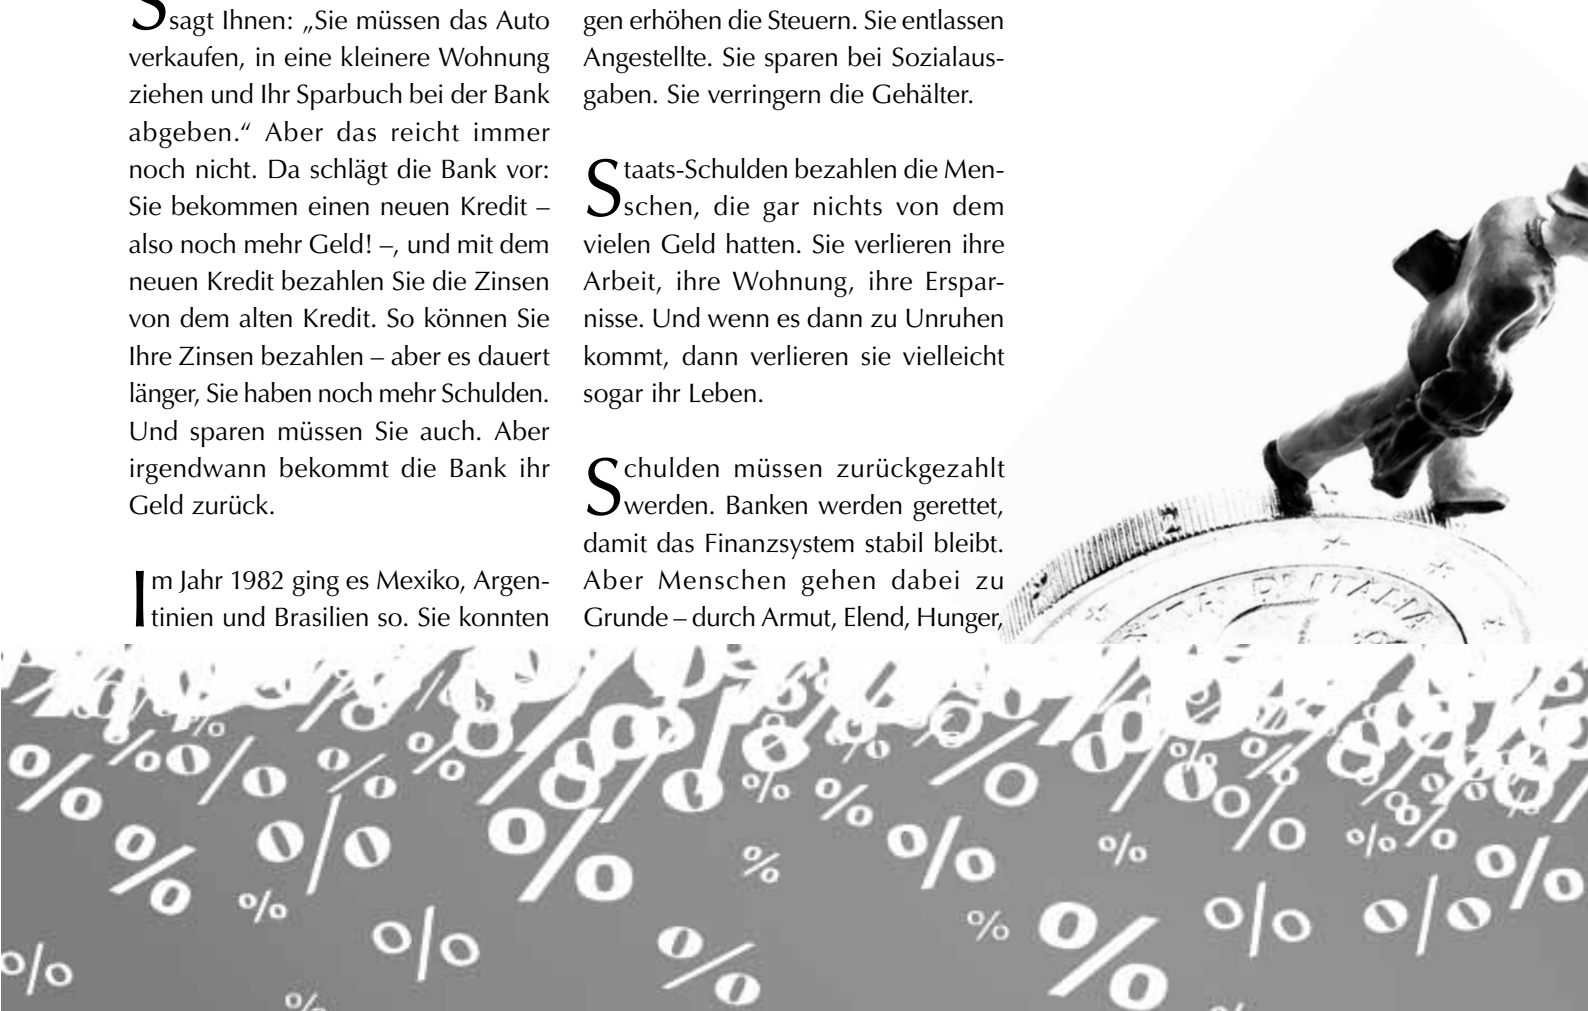 Ssagt Ihnen: „Sie müssen das Auto
verkaufen, in eine kleinere Wohnung
ziehen und Ihr Sparbuch bei der Bank
abgeben.“ Aber das reicht immer
noch nicht. Da schlägt die Bank vor:
Sie bekommen einen neuen Kredit –
also noch mehr Geld! –, und mit dem
neuen Kredit bezahlen Sie die Zinsen
von dem alten Kredit. So können Sie
Ihre Zinsen bezahlen – aber es dauert
länger, Sie haben noch mehr Schulden.
Und sparen müssen Sie auch. Aber
irgendwann bekommt die Bank ihr
Geld zurück.
Im Jahr 1982 ging es Mexiko, Argen-
tinien und Brasilien so. Sie konnten
gen erhöhen die Steuern. Sie entlassen
Angestellte. Sie sparen bei Sozialaus-
gaben. Sie verringern die Gehälter.
Staats-Schulden bezahlen die Men-
schen, die gar nichts von dem
vielen Geld hatten. Sie verlieren ihre
Arbeit, ihre Wohnung, ihre Erspar-
nisse. Und wenn es dann zu Unruhen
kommt, dann verlieren sie vielleicht
sogar ihr Leben.
Schulden müssen zurückgezahlt
werden. Banken werden gerettet,
damit das Finanzsystem stabil bleibt.
Aber Menschen gehen dabei zu
Grunde – durch Armut, Elend, Hunger,